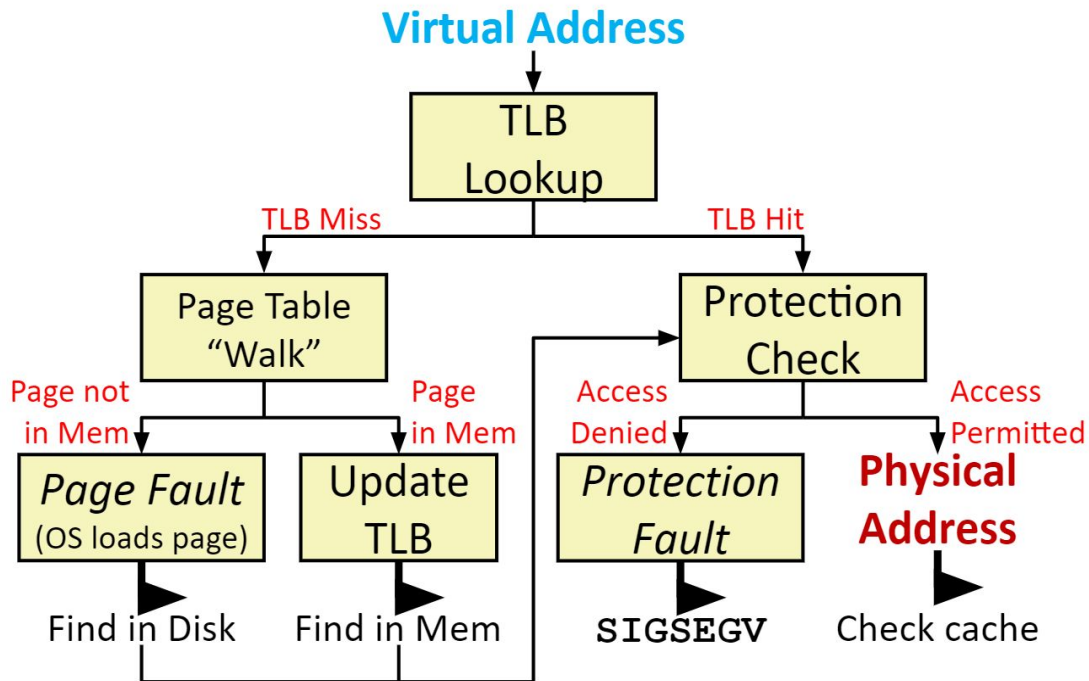 Virtual Address
TLB
Lookup
TLB Miss
TLB Hit
Page Table
“Walk”
Protection
Check
Page not
in Mem
Page
in Mem
Access
Denied
Access
Permitted
Page Fault
(OS loads page)
Update
TLB
Protection
Fault
Physical
Address
Find in Disk
Find in Mem
SIGSEGV
Check cache